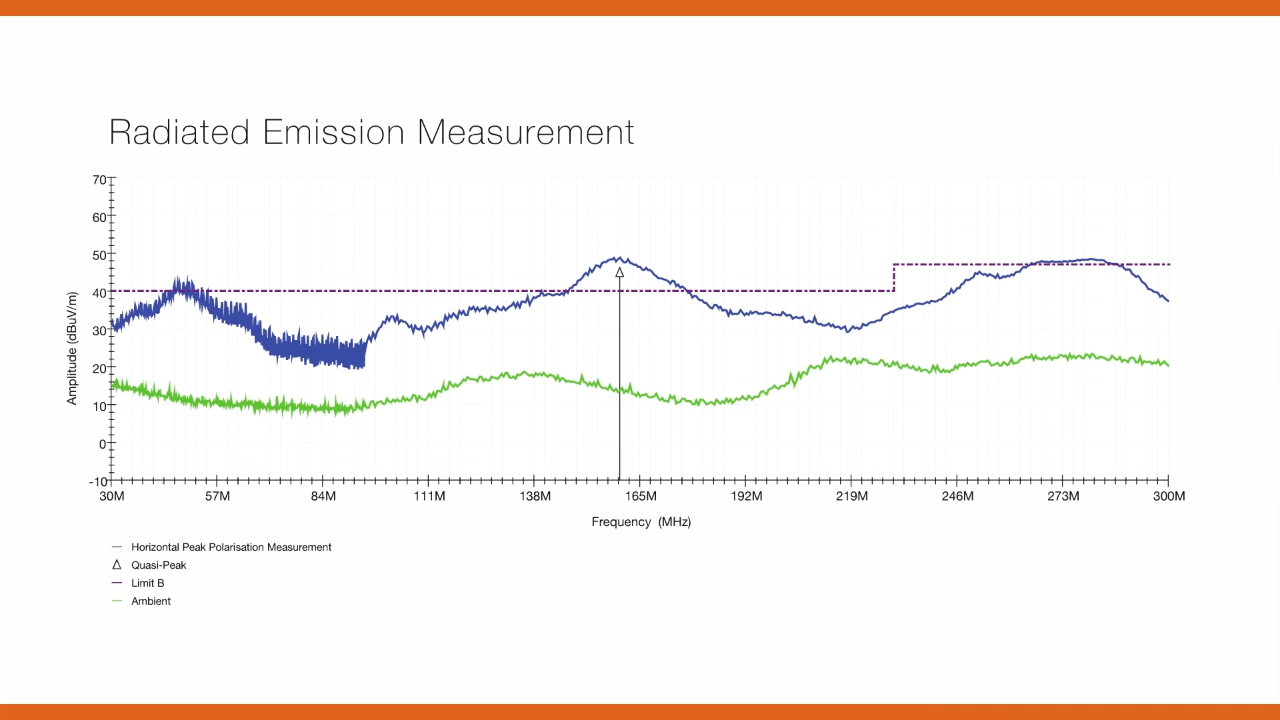 Radiated Emission Measurement
70
60
50
40
30
20
10
0
-10
Amplitude (dBuV/m)
30M 57M 84M 111M 138M 165M 192M 219M 246M 273M 300M
Frequency (MHz)
Horizontal Peak Polarisation Measurement
Quasi-Peak
Limit B
Ambient